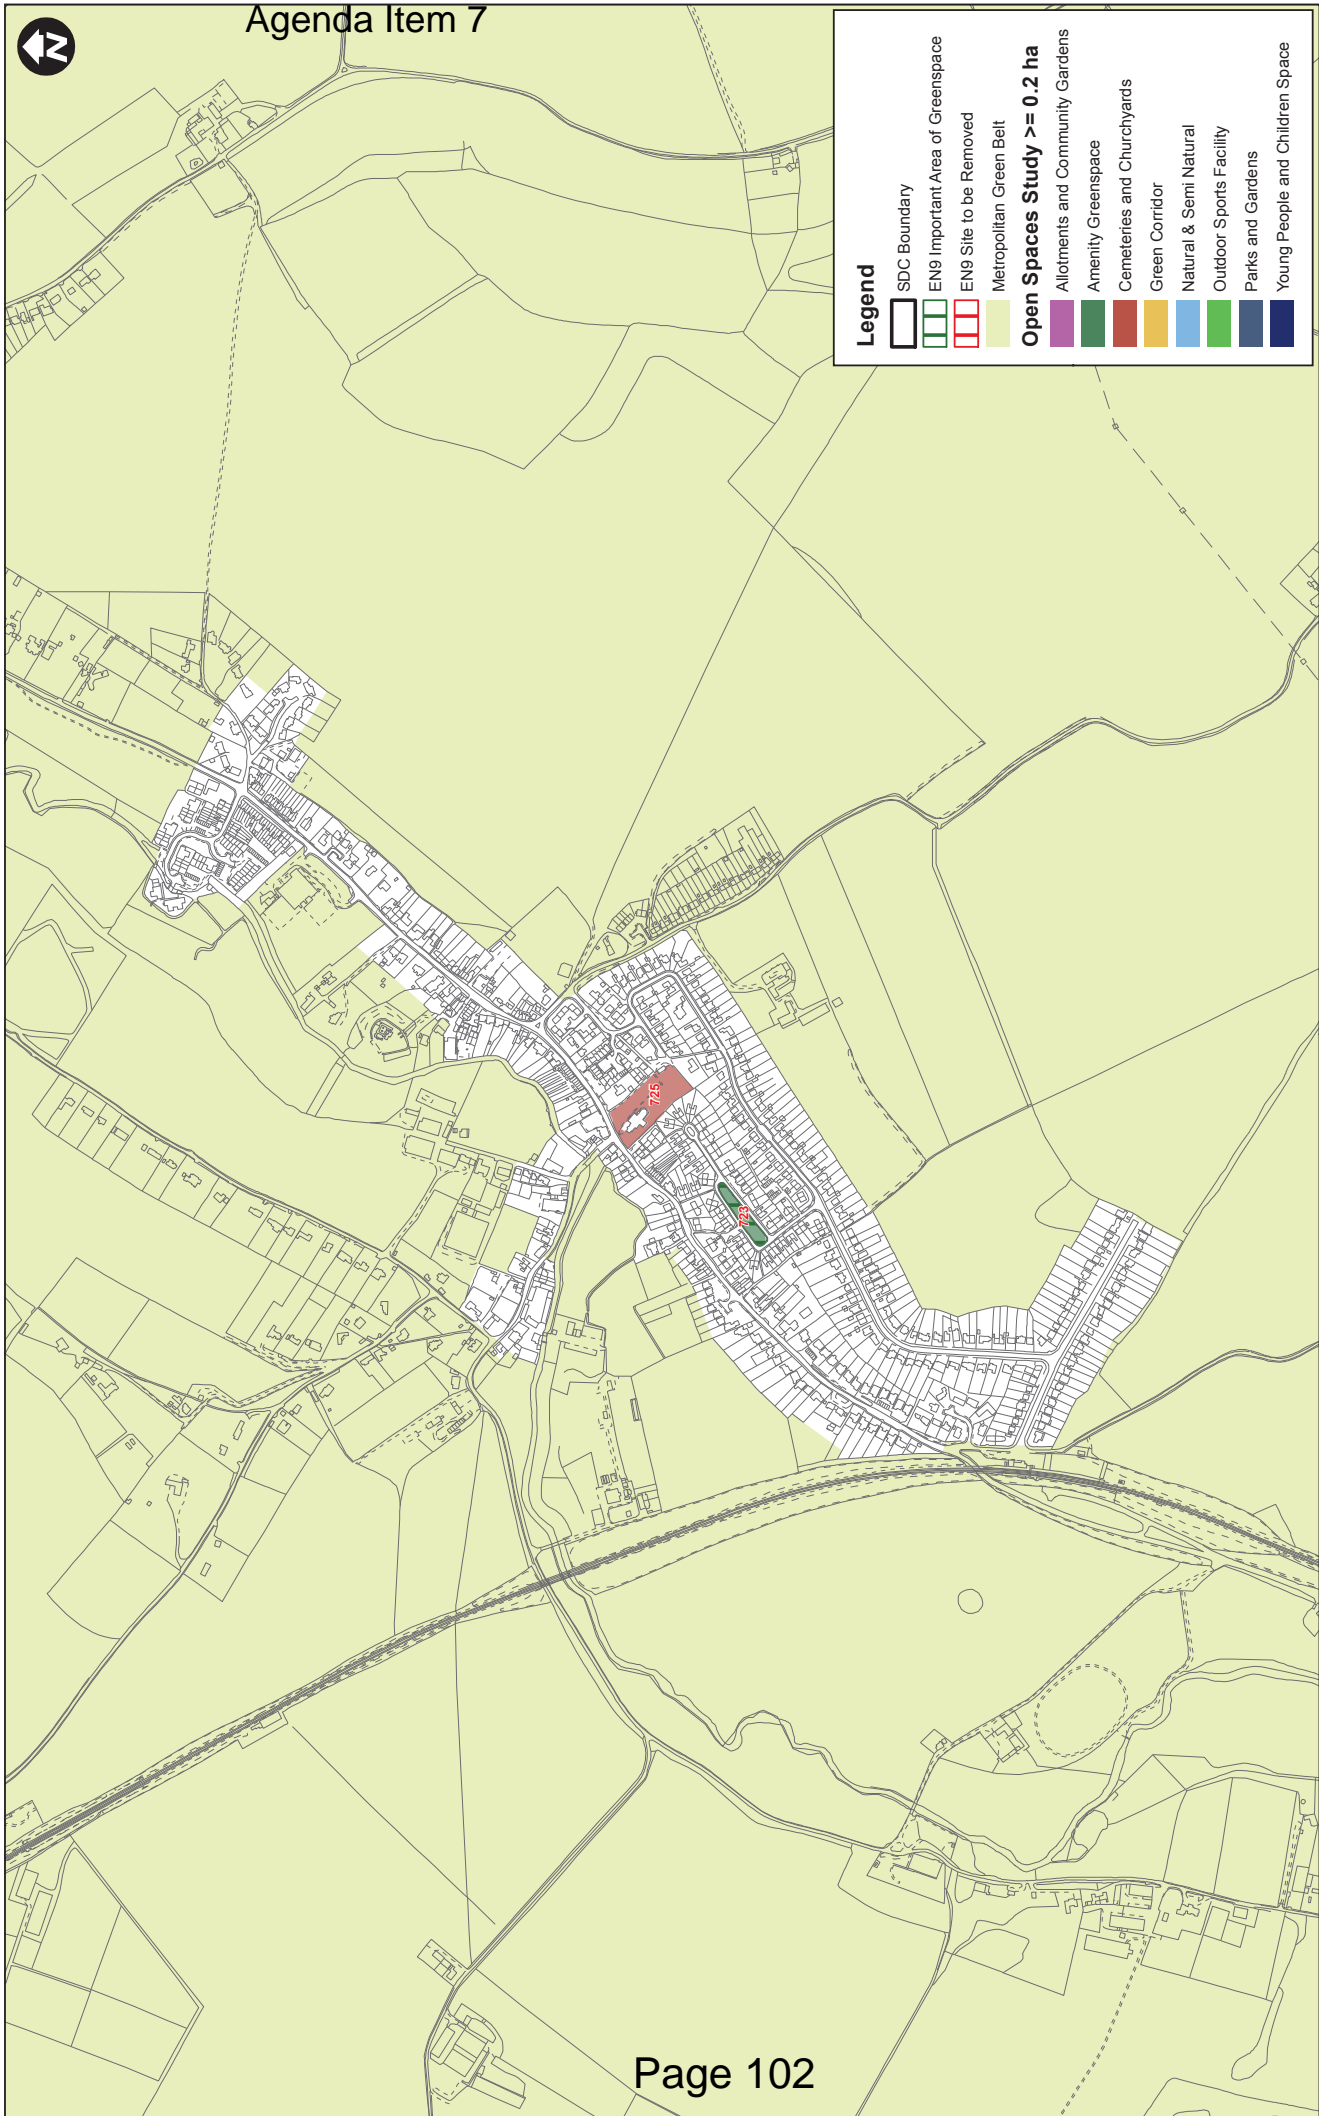 Agenda Item 7
N
Legend
SDC Boundary
EN9 Important Area of Greenspace
EN9 Site to be Removed
Metropolitan Green Belt
Open Spaces Study >= 0.2 ha
Allotments and Community Gardens
Amenity Greenspace
Cemeteries and Churchyards
Green Corridor
Natural & Semi Natural
Outdoor Sports Facility
Parks and Gardens
Young People and Children Space
725
723
Page 102